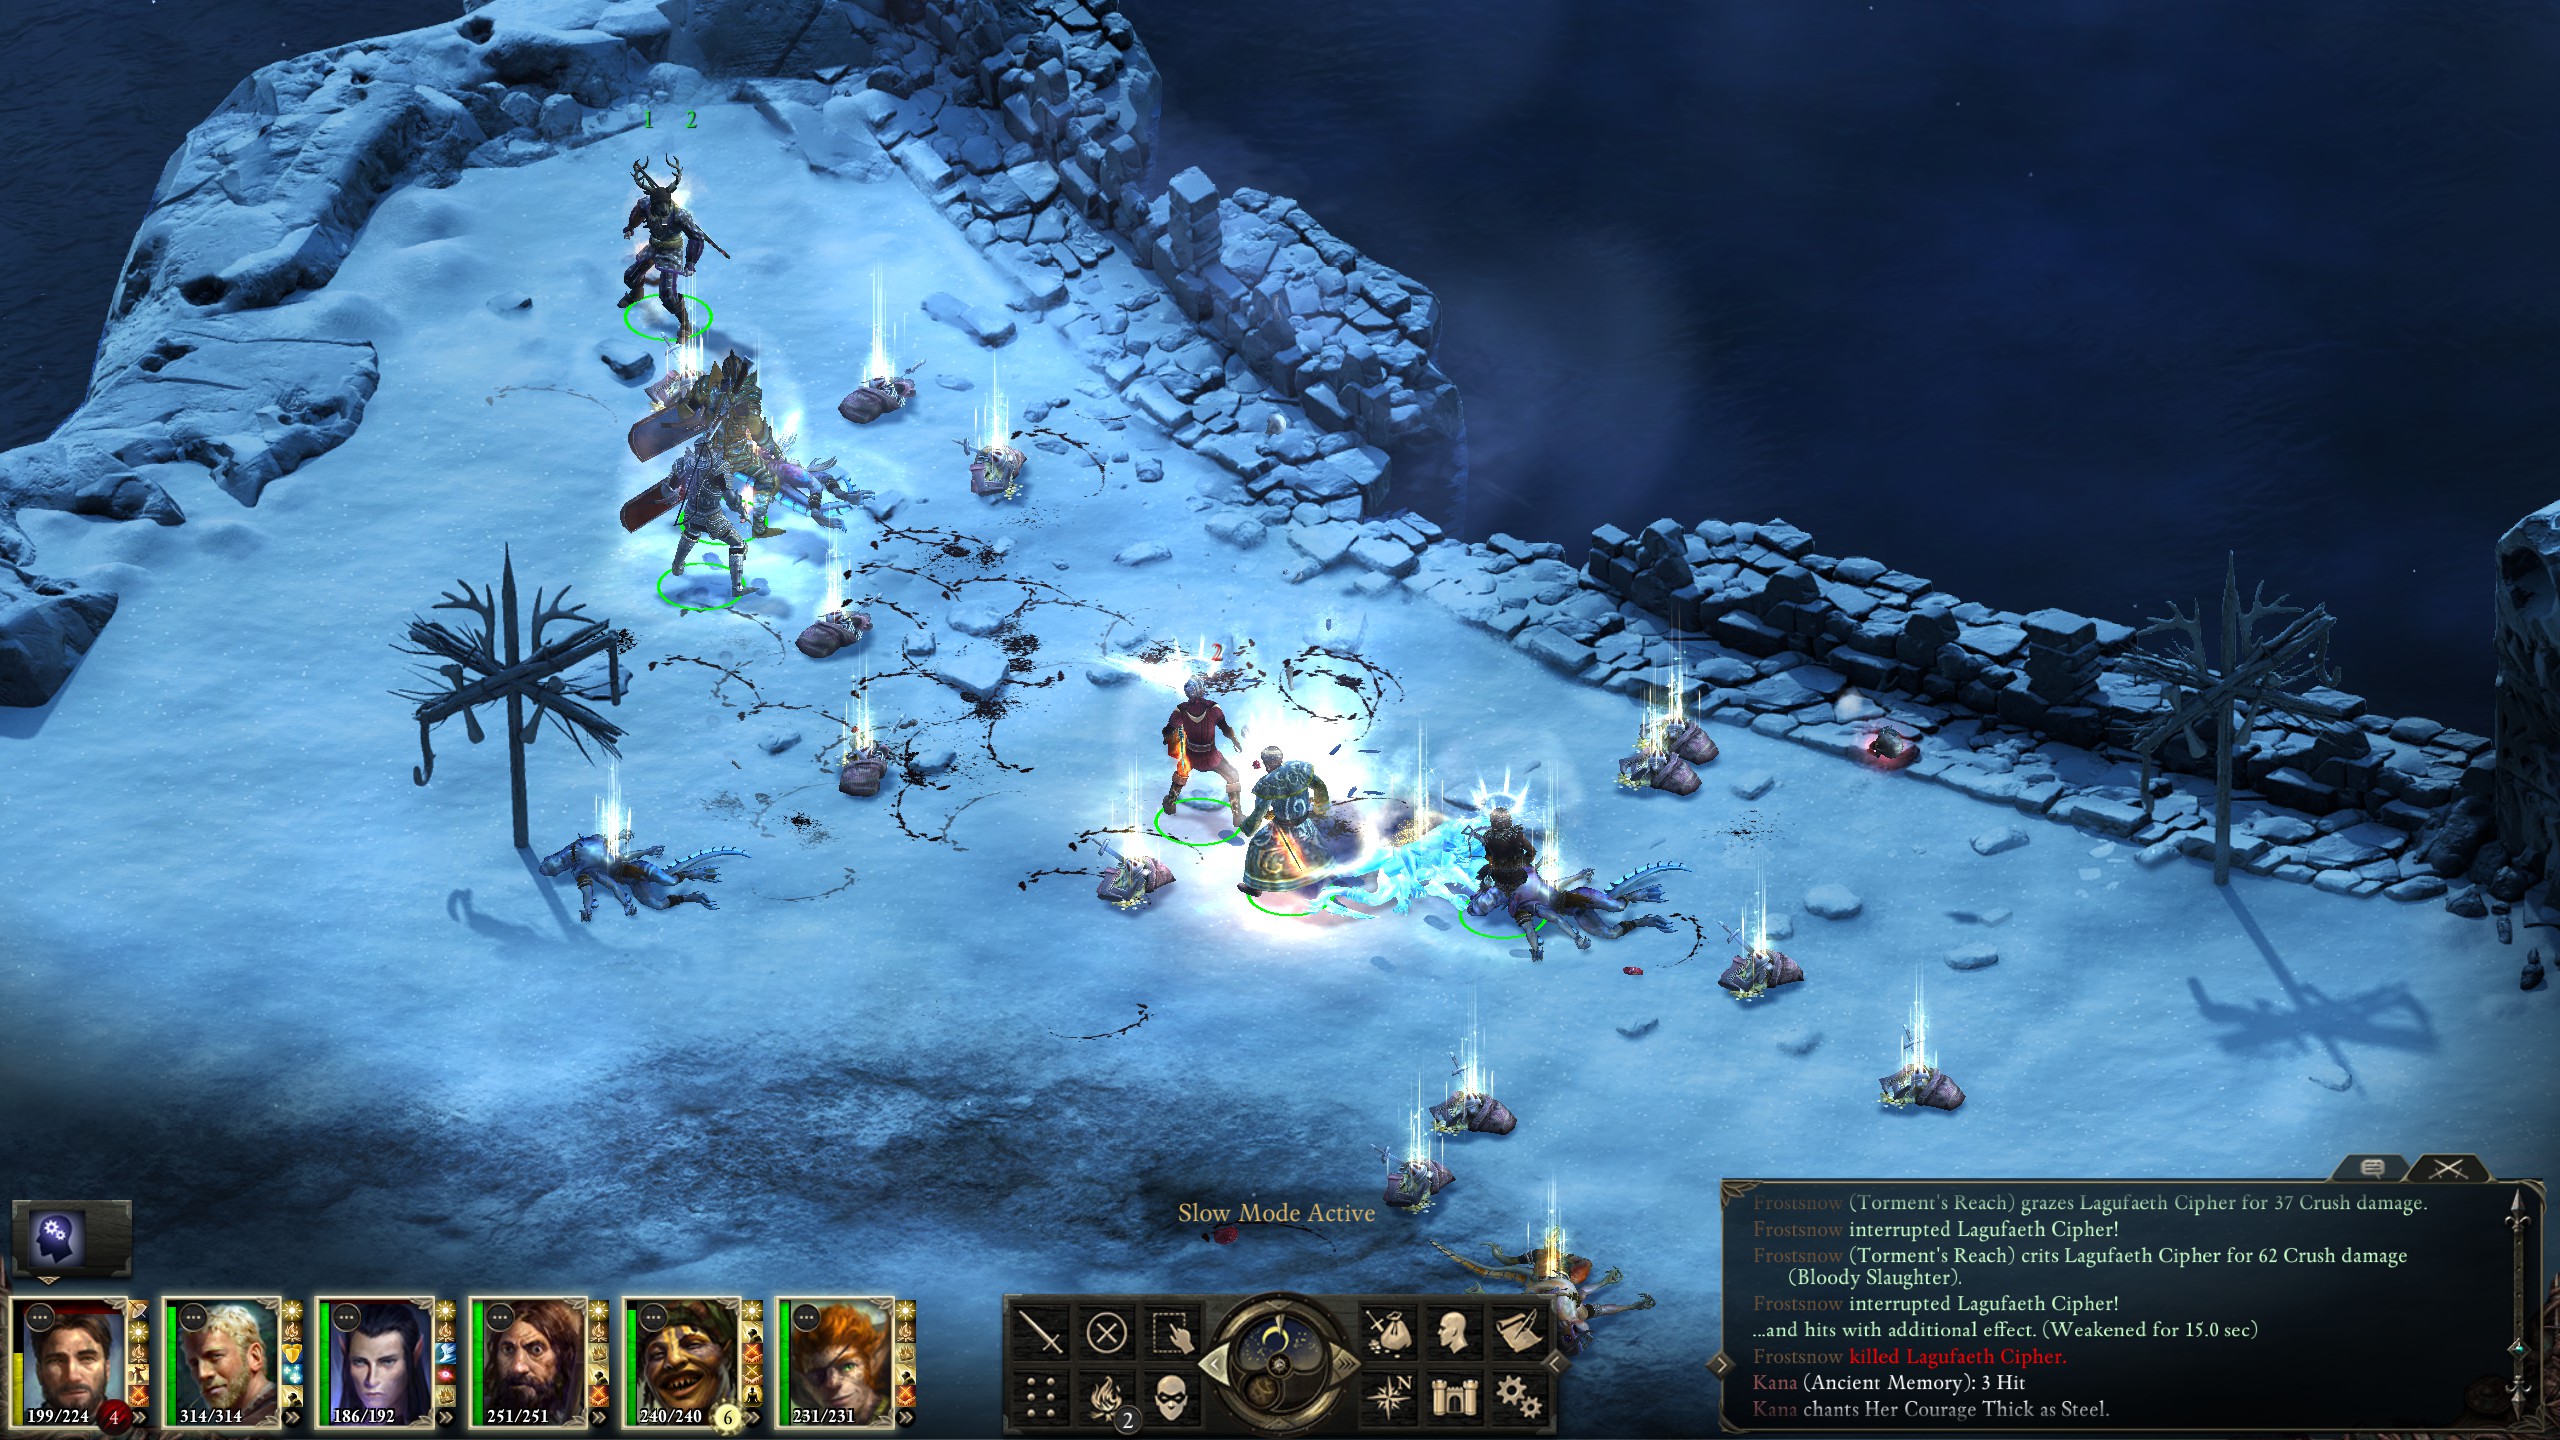 1 2
2
Slow Mode Active
Frostsnow (Torment's Reach) grazes Lagufaeth Cipher for 37 Crush damage.
Frostsnow interrupted Lagufaeth Cipher!
Frostsnow (Torment's Reach) crits Lagufaeth Cipher for 62 Crush damage
(Bloody Slaughter).
Frostsnow interrupted Lagufaeth Cipher!
...and hits with additional effect. (Weakened for 15.0 sec)
Frostsnow killed Lagufaeth Cipher.
Kana (Ancient Memory): 3 Hit
Kana chants Her Courage Thick as Steel.
199/224 4 314/314 186/192 251/251 240/240 6 231/231
N
2